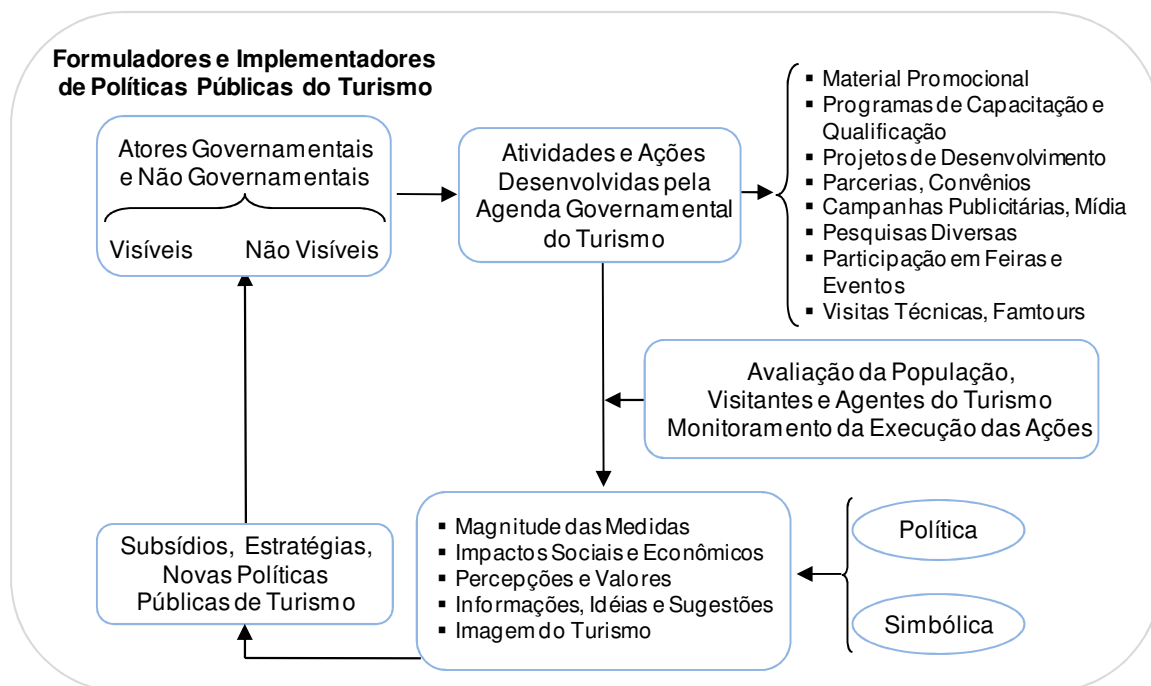 Formuladores e Implementadores
de Políticas Públicas do Turismo
Atores Governamentais
e Não Governamentais
Visíveis Não Visíveis
Atividades e Ações
Desenvolvidas pela
Agenda Governamental
do Turismo
▪ Material Promocional
▪ Programas de Capacitação e
Qualificação
▪ Projetos de Desenvolvimento
▪ Parcerias, Convênios
▪ Campanhas Publicitárias, Mídia
▪ Pesquisas Diversas
▪ Participação em Feiras e
Eventos
▪ Visitas Técnicas, Famtours
Avaliação da População,
Visitantes e Agentes do Turismo
Monitoramento da Execução das Ações
▪ Magnitude das Medidas
▪ Impactos Sociais e Econômicos
▪ Percepções e Valores
▪ Informações, Idéias e Sugestões
▪ Imagem do Turismo
Política
Simbólica
Subsídios, Estratégias,
Novas Políticas
Públicas de Turismo